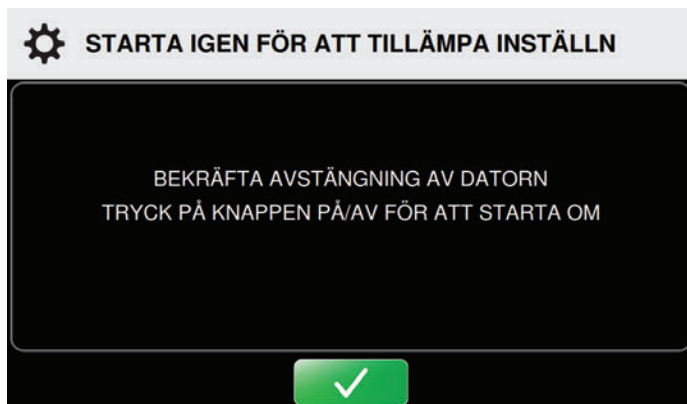 STARTA IGEN FÖR ATT TILLÄMPA INSTÄLLN
BEKRÄFTA AVSTÄNGNING AV DATORN
TRYCK PÅ KNAPPEN PÅ/AV FÖR ATT STARTA OM